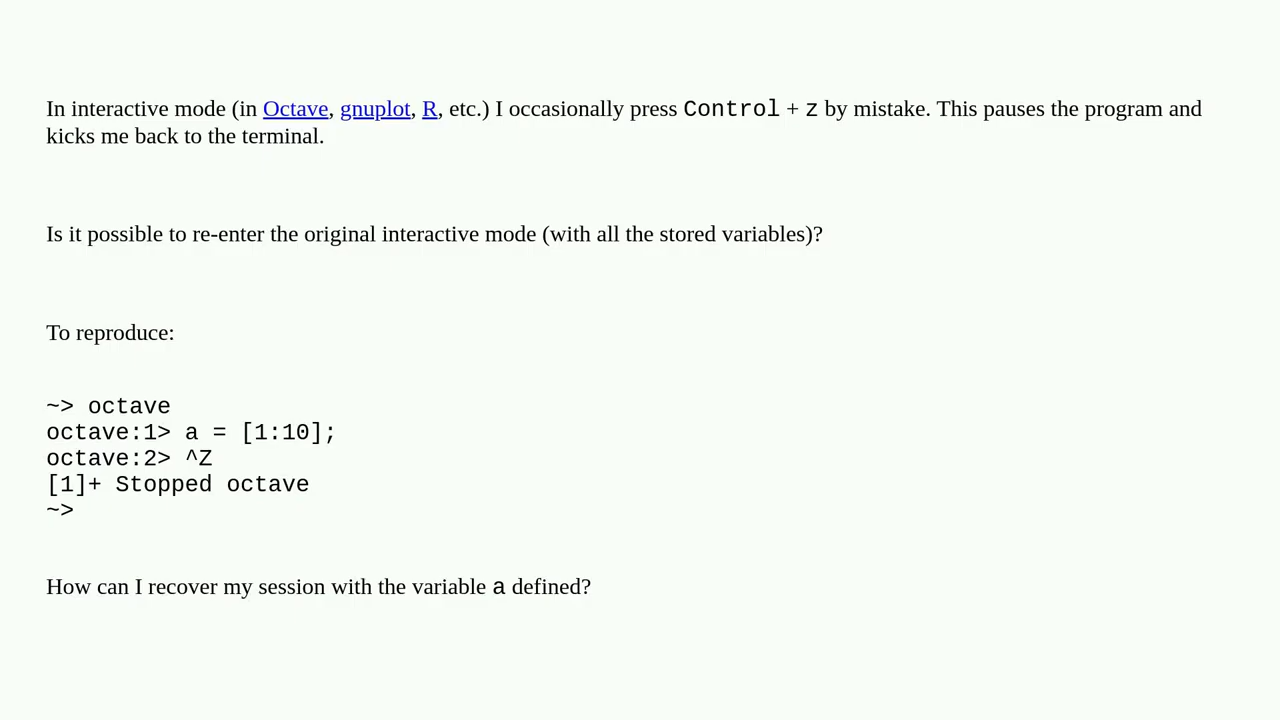 In interactive mode (in Octave, gnuplot, R, etc.) I occasionally press Control + z by mistake. This pauses the program and
kicks me back to the terminal.
Is it possible to re-enter the original interactive mode (with all the stored variables)?
To reproduce:
~> octave
octave:1> a = [1:10];
octave:2> ^Z
[1]+ Stopped octave
~>
How can I recover my session with the variable a defined?